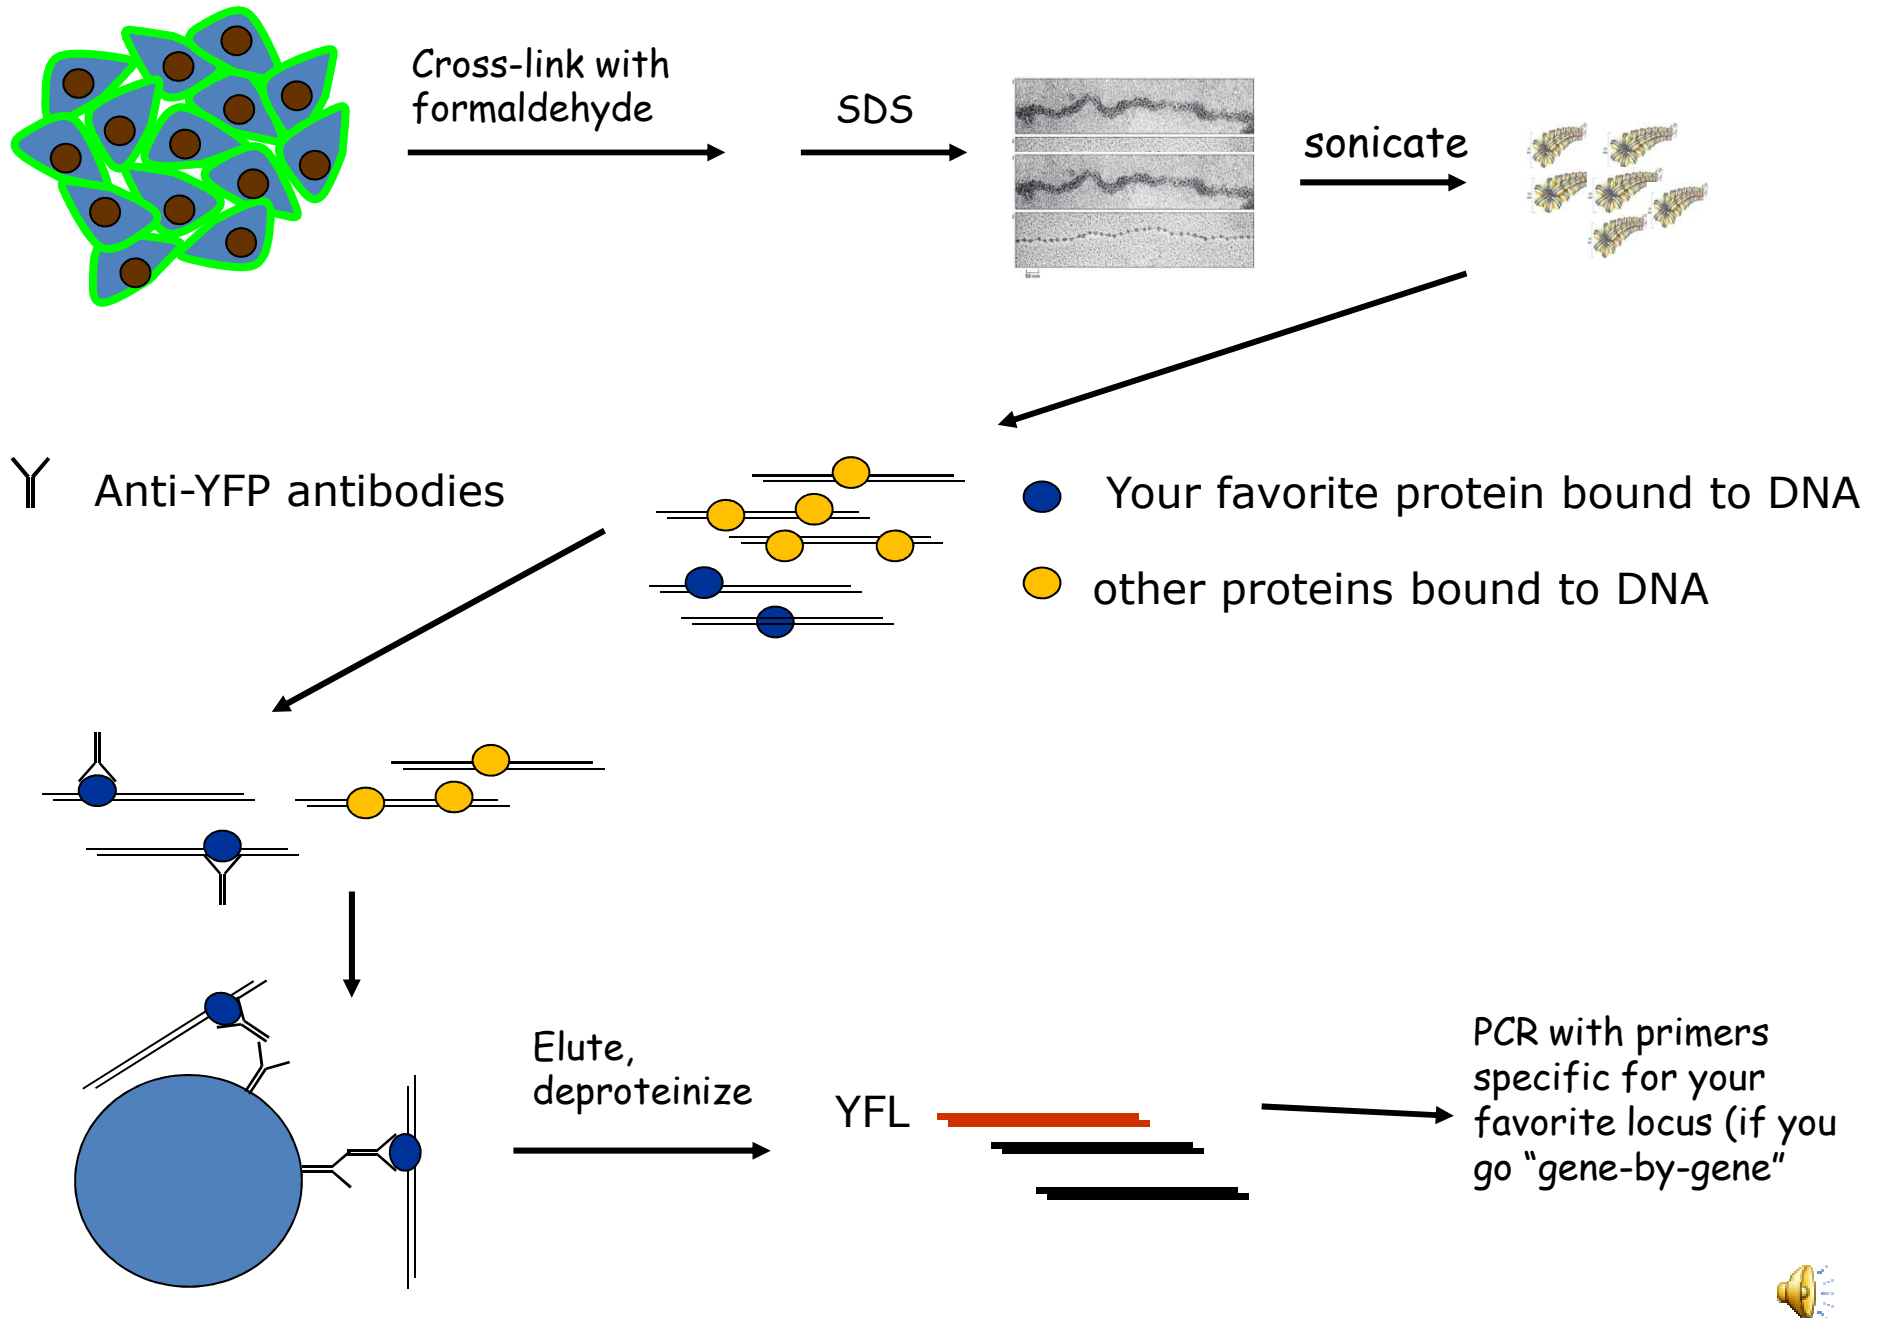 Cross-link with
formaldehyde
SDS
sonicate
Anti-YFP antibodies
Your favorite protein bound to DNA
other proteins bound to DNA
Elute,
deproteinize
YFL
PCR with primers
specific for your
favorite locus (if you
go “gene-by-gene”